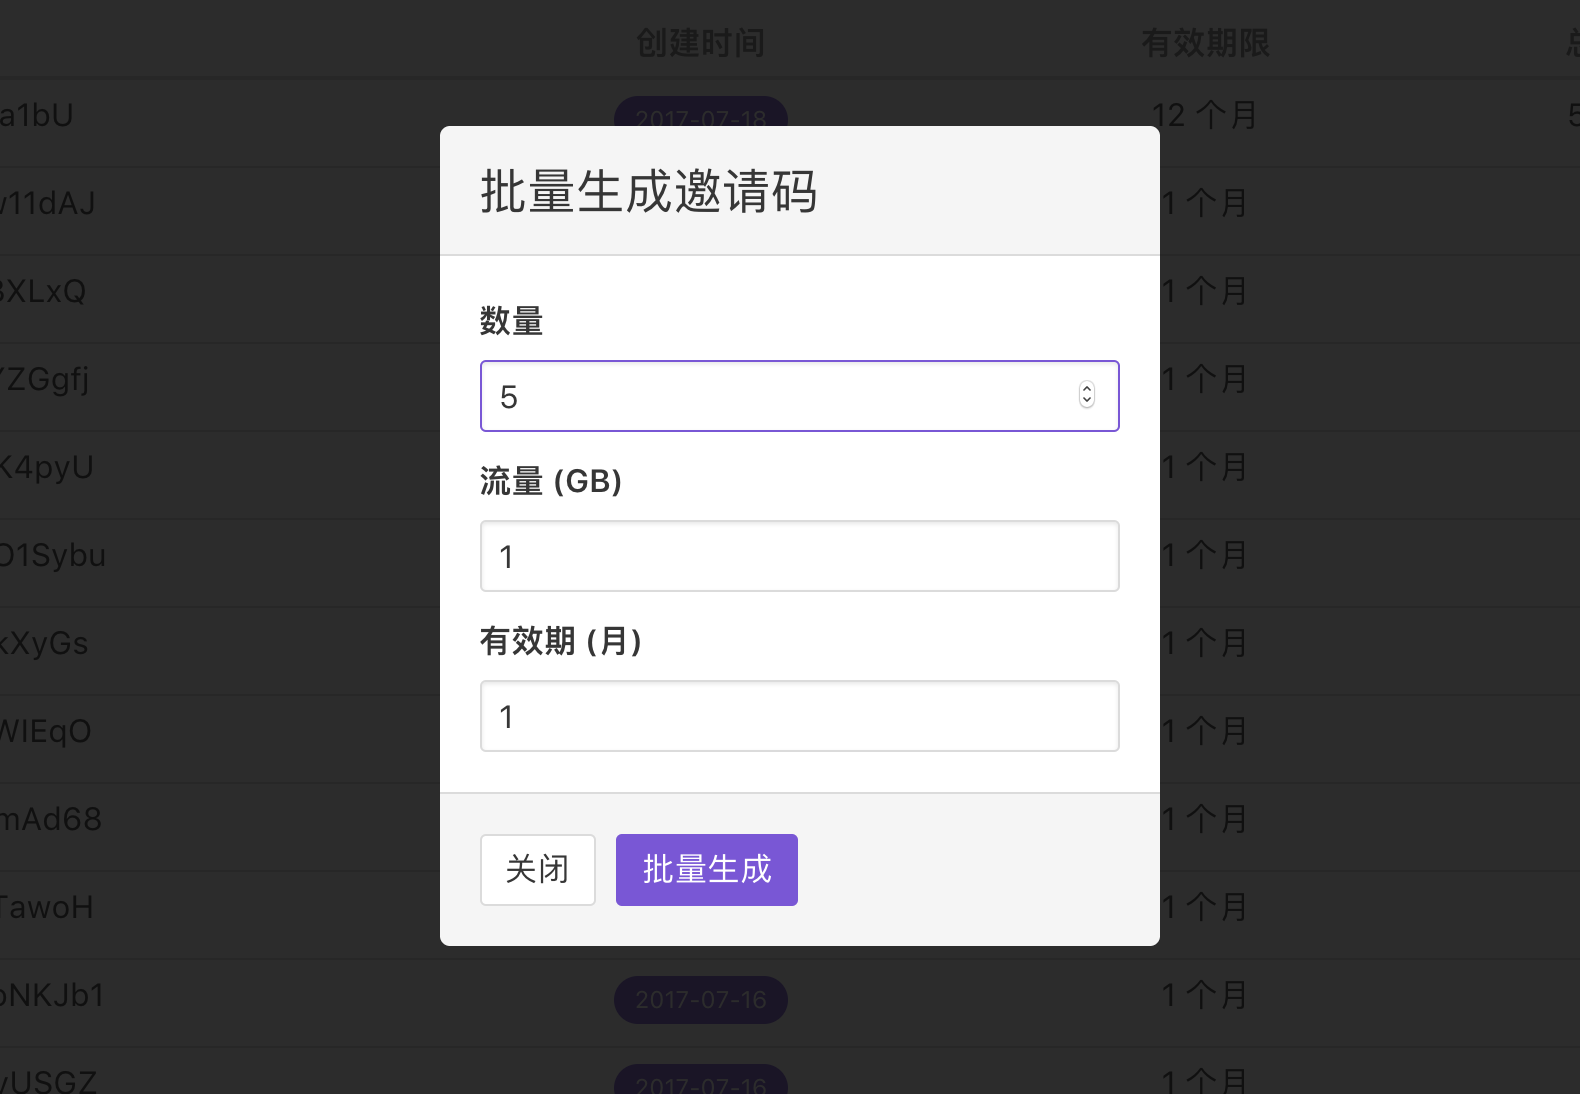 创建时间 有效期限
a1bU 2017-07-18 12 个月 5
批量生成邀请码
w11dAJ 1 个月
3XLxQ 1 个月
数量
YZGgfj 1 个月
5
K4pyU 1 个月
流量 (GB)
O1Sybu 1 个月
1
kXyGs 1 个月
有效期 (月)
WIEqO 1 个月
1
mAd68 1 个月
关闭 批量生成
TawoH 1 个月
oNKJb1 2017-07-16 1 个月
yUSGZ 2017-07-16 1 个月